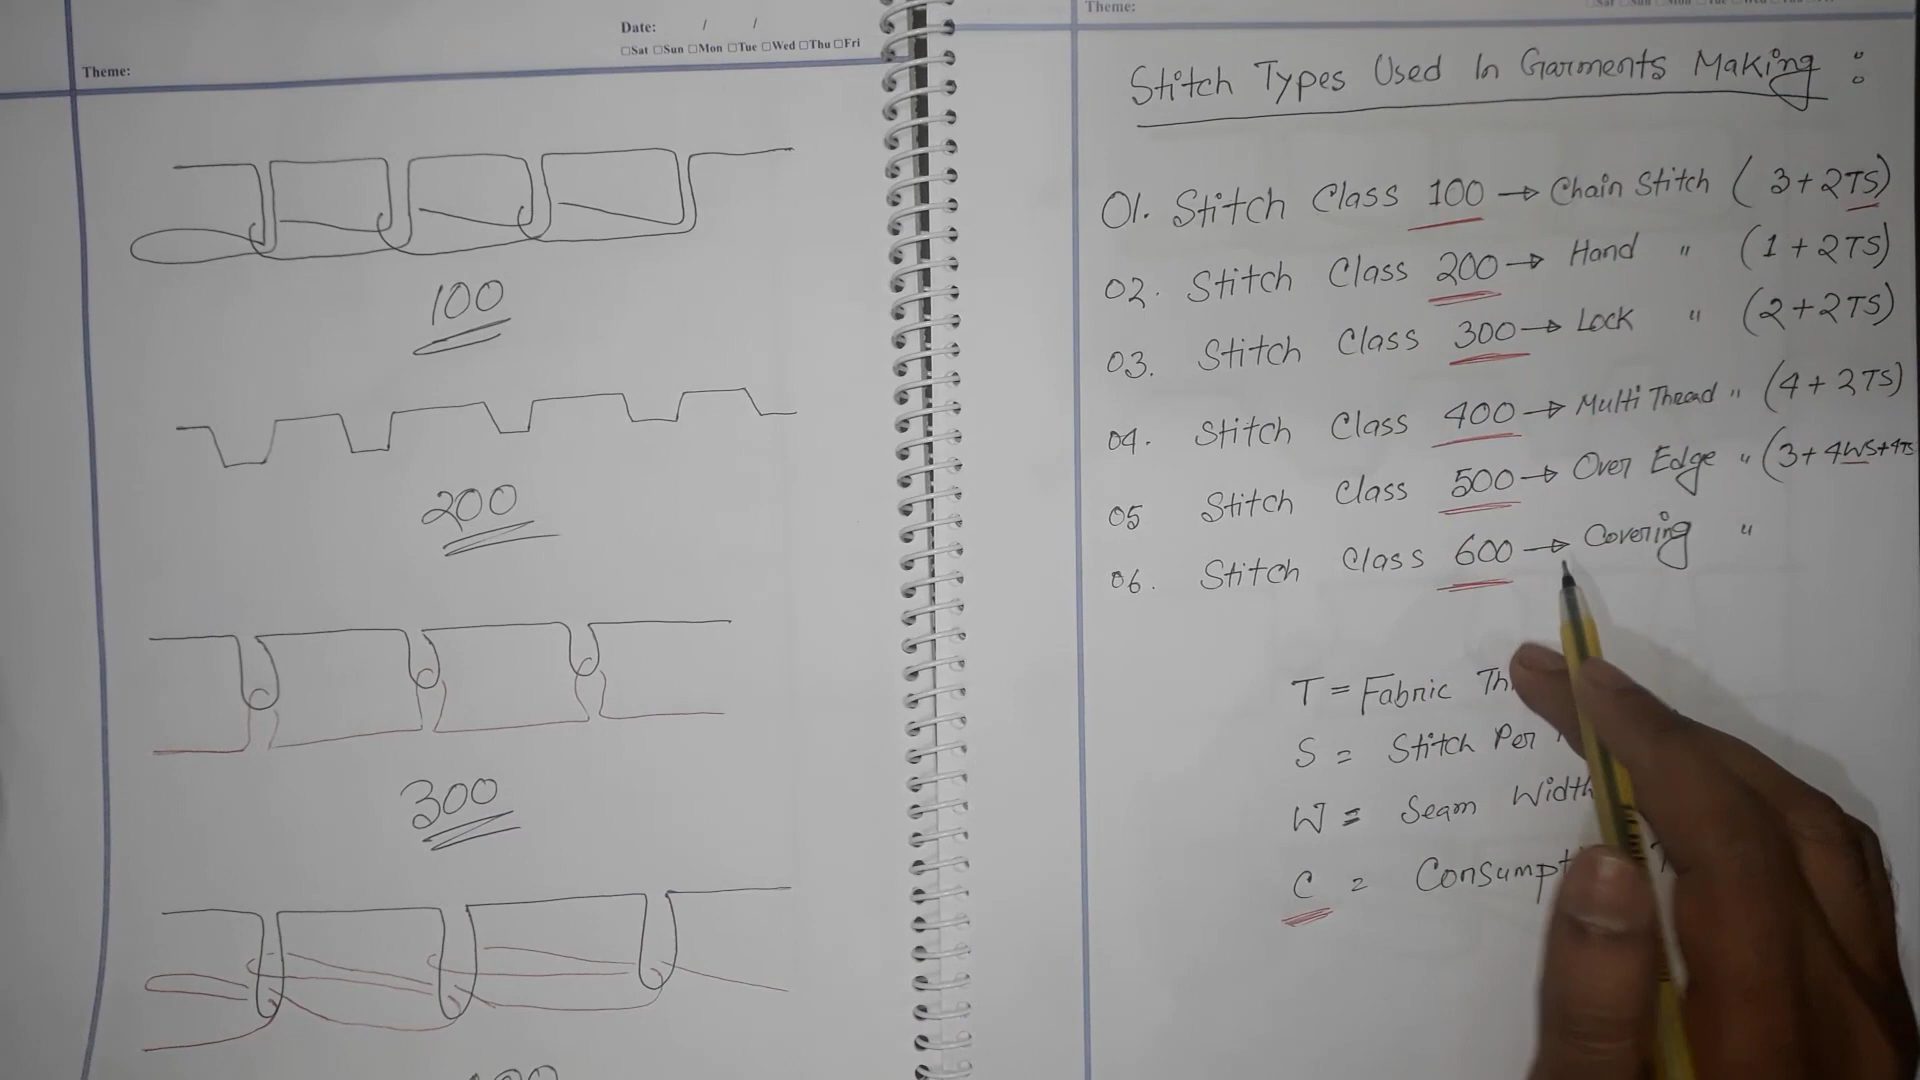 Date: / /
☐Sat ☐Sun ☐Mon ☐Tue ☐Wed ☐Thu ☐Fri
Theme:
100
200
300
Theme:
Stitch Types Used In Garments Making :
01. Stitch Class 100 → Chain Stitch ( 3+2TS)
02. Stitch Class 200 → Hand " (1+2TS)
03. Stitch Class 300 → Lock " (2+2TS)
04. Stitch Class 400 → Multi Thread " (4+2TS)
05 Stitch Class 500 → Over Edge " (3+4WS+4TS
06. Stitch Class 600 → Covering "
T = Fabric
S = Stitch Per
W = Seam Width
C =